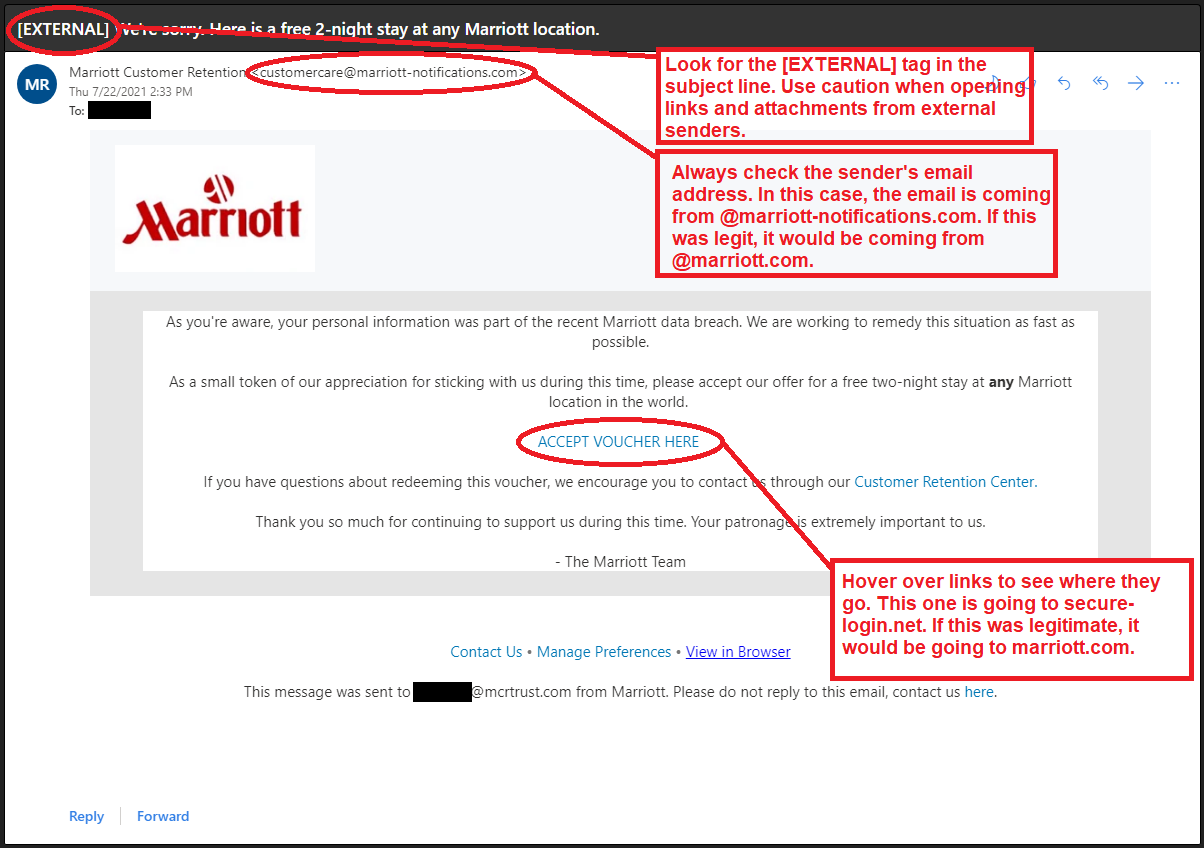 [EXTERNAL] We're sorry. Here is a free 2-night stay at any Marriott location.
MR
Marriott Customer Retention <customercare@marriott-notifications.com>
Thu 7/22/2021 2:33 PM
To:
Look for the [EXTERNAL] tag in the
subject line. Use caution when opening
links and attachments from external
senders.
Always check the sender's email
address. In this case, the email is coming
from @marriott-notifications.com. If this
was legit, it would be coming from
@marriott.com.
Marriott
As you're aware, your personal information was part of the recent Marriott data breach. We are working to remedy this situation as fast as
possible.
As a small token of our appreciation for sticking with us during this time, please accept our offer for a free two-night stay at any Marriott
location in the world.
ACCEPT VOUCHER HERE
If you have questions about redeeming this voucher, we encourage you to contact us through our Customer Retention Center.
Thank you so much for continuing to support us during this time. Your patronage is extremely important to us.
- The Marriott Team
Hover over links to see where they
go. This one is going to secure-
login.net. If this was legitimate, it
would be going to marriott.com.
Contact Us • Manage Preferences • View in Browser
This message was sent to @mcrtrust.com from Marriott. Please do not reply to this email, contact us here.
Reply
Forward